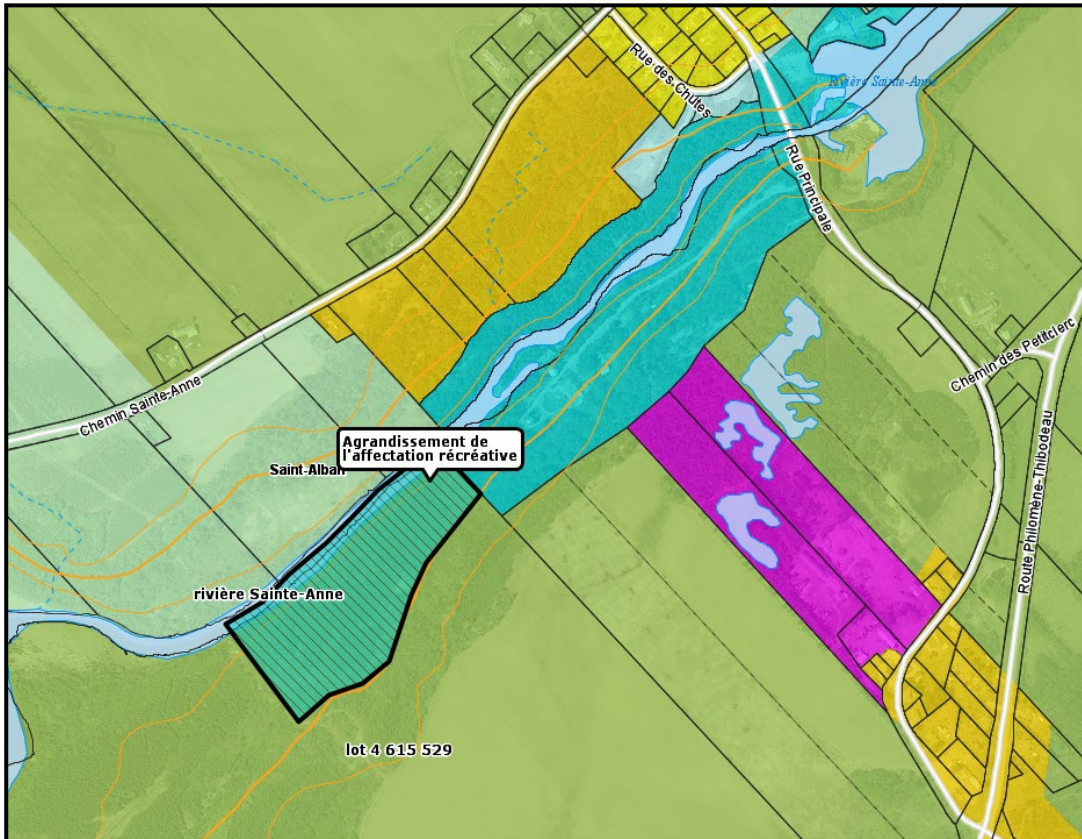 Rue des Chutes
Rivière Sainte-Anne
Rue Principale
Chemin des Petitclerc
Chemin Sainte-Anne
Agrandissement de
l'affectation récréative
Saint-Alban
rivière Sainte-Anne
Route Philomène-Thibodeau
lot 4 615 529